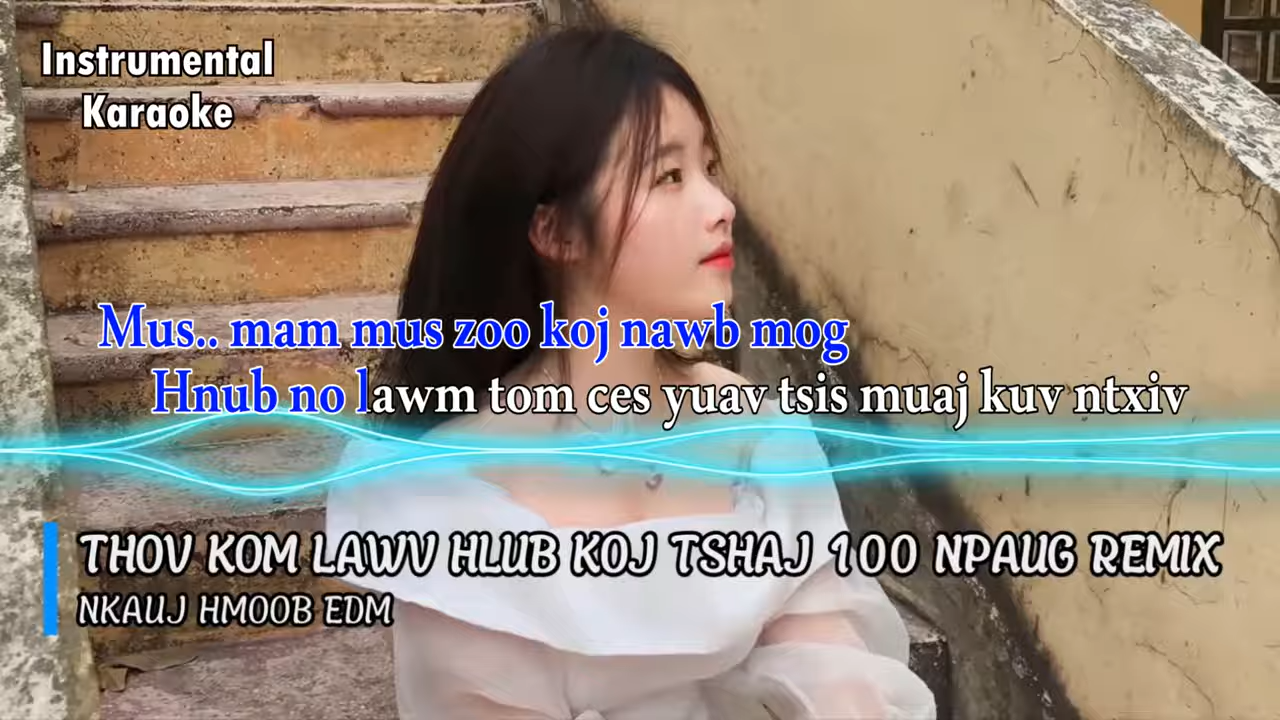 Instrumental
Karaoke
Mus.. mam mus zoo koj nawb mog
Hnub no lawm tom ces yuav tsis muaj kuv ntxiv
THOV KOM LAWV HLUB KOJ TSHAJ 100 NPAUG REMIX
NKAUJ HMOOB EDM